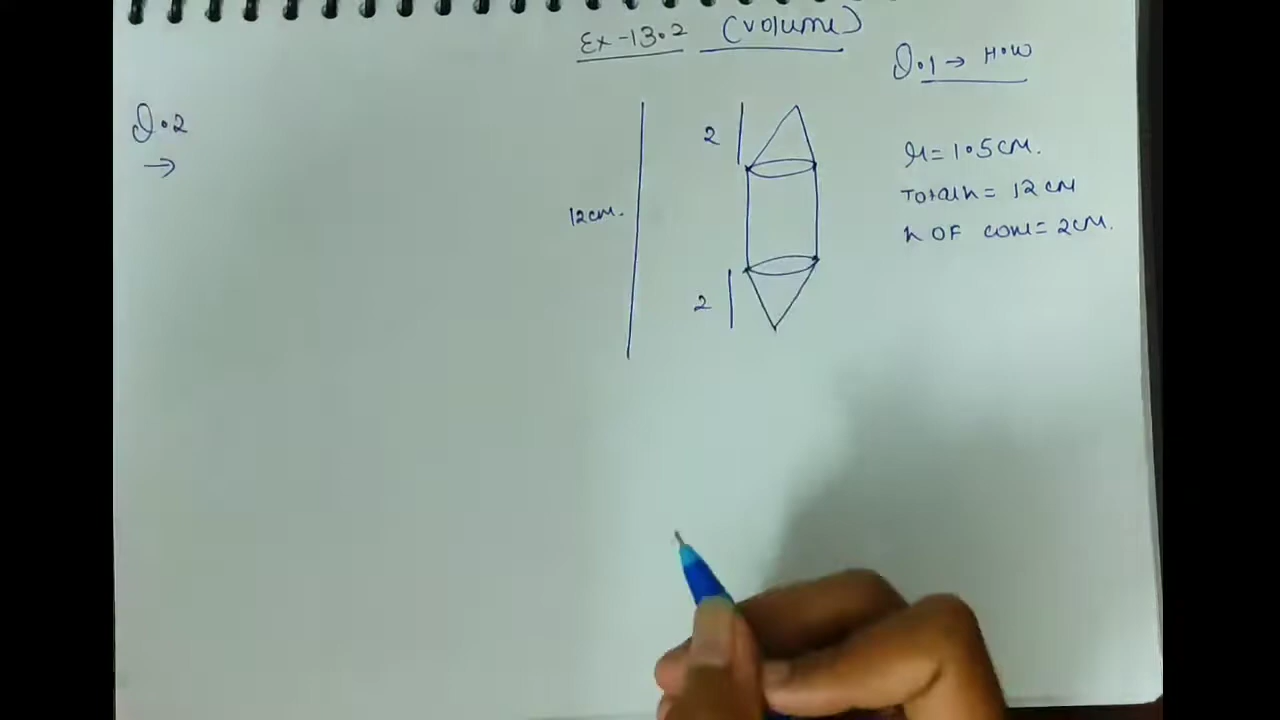 Ex-13.2 (Volume)
Q.1 → H.W
Q.2
→
2
12cm.
2
r = 1.5cm.
Total h = 12 cm
h OF cone = 2cm.